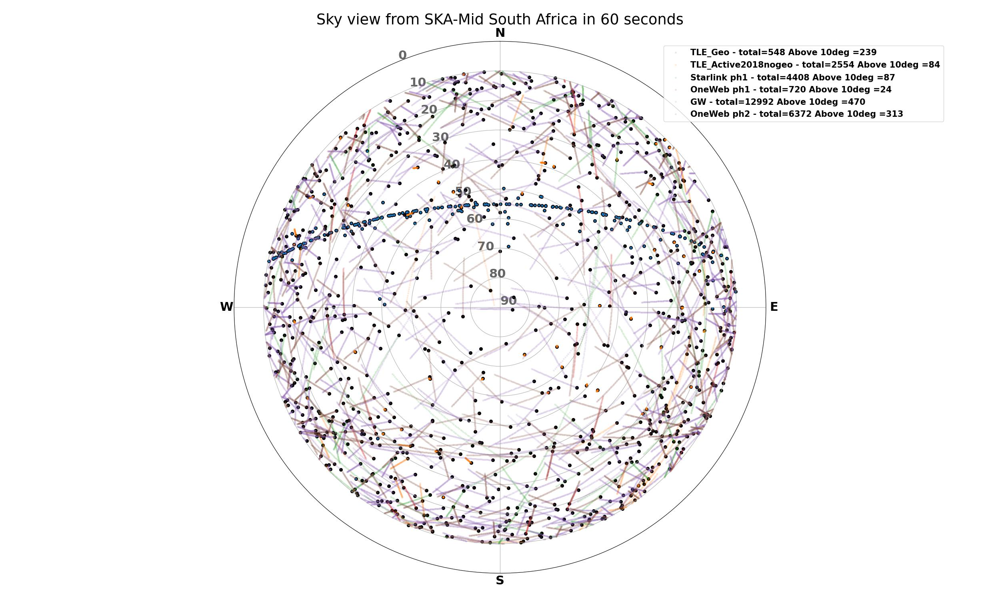 Sky view from SKA-Mid South Africa in 60 seconds
N
TLE_Geo - total=548 Above 10deg =239
TLE_Active2018nogeo - total=2554 Above 10deg =84
Starlink ph1 - total=4408 Above 10deg =87
OneWeb ph1 - total=720 Above 10deg =24
GW - total=12992 Above 10deg =470
OneWeb ph2 - total=6372 Above 10deg =313
0
10
20
30
40
50
60
70
80
90
W
E
S